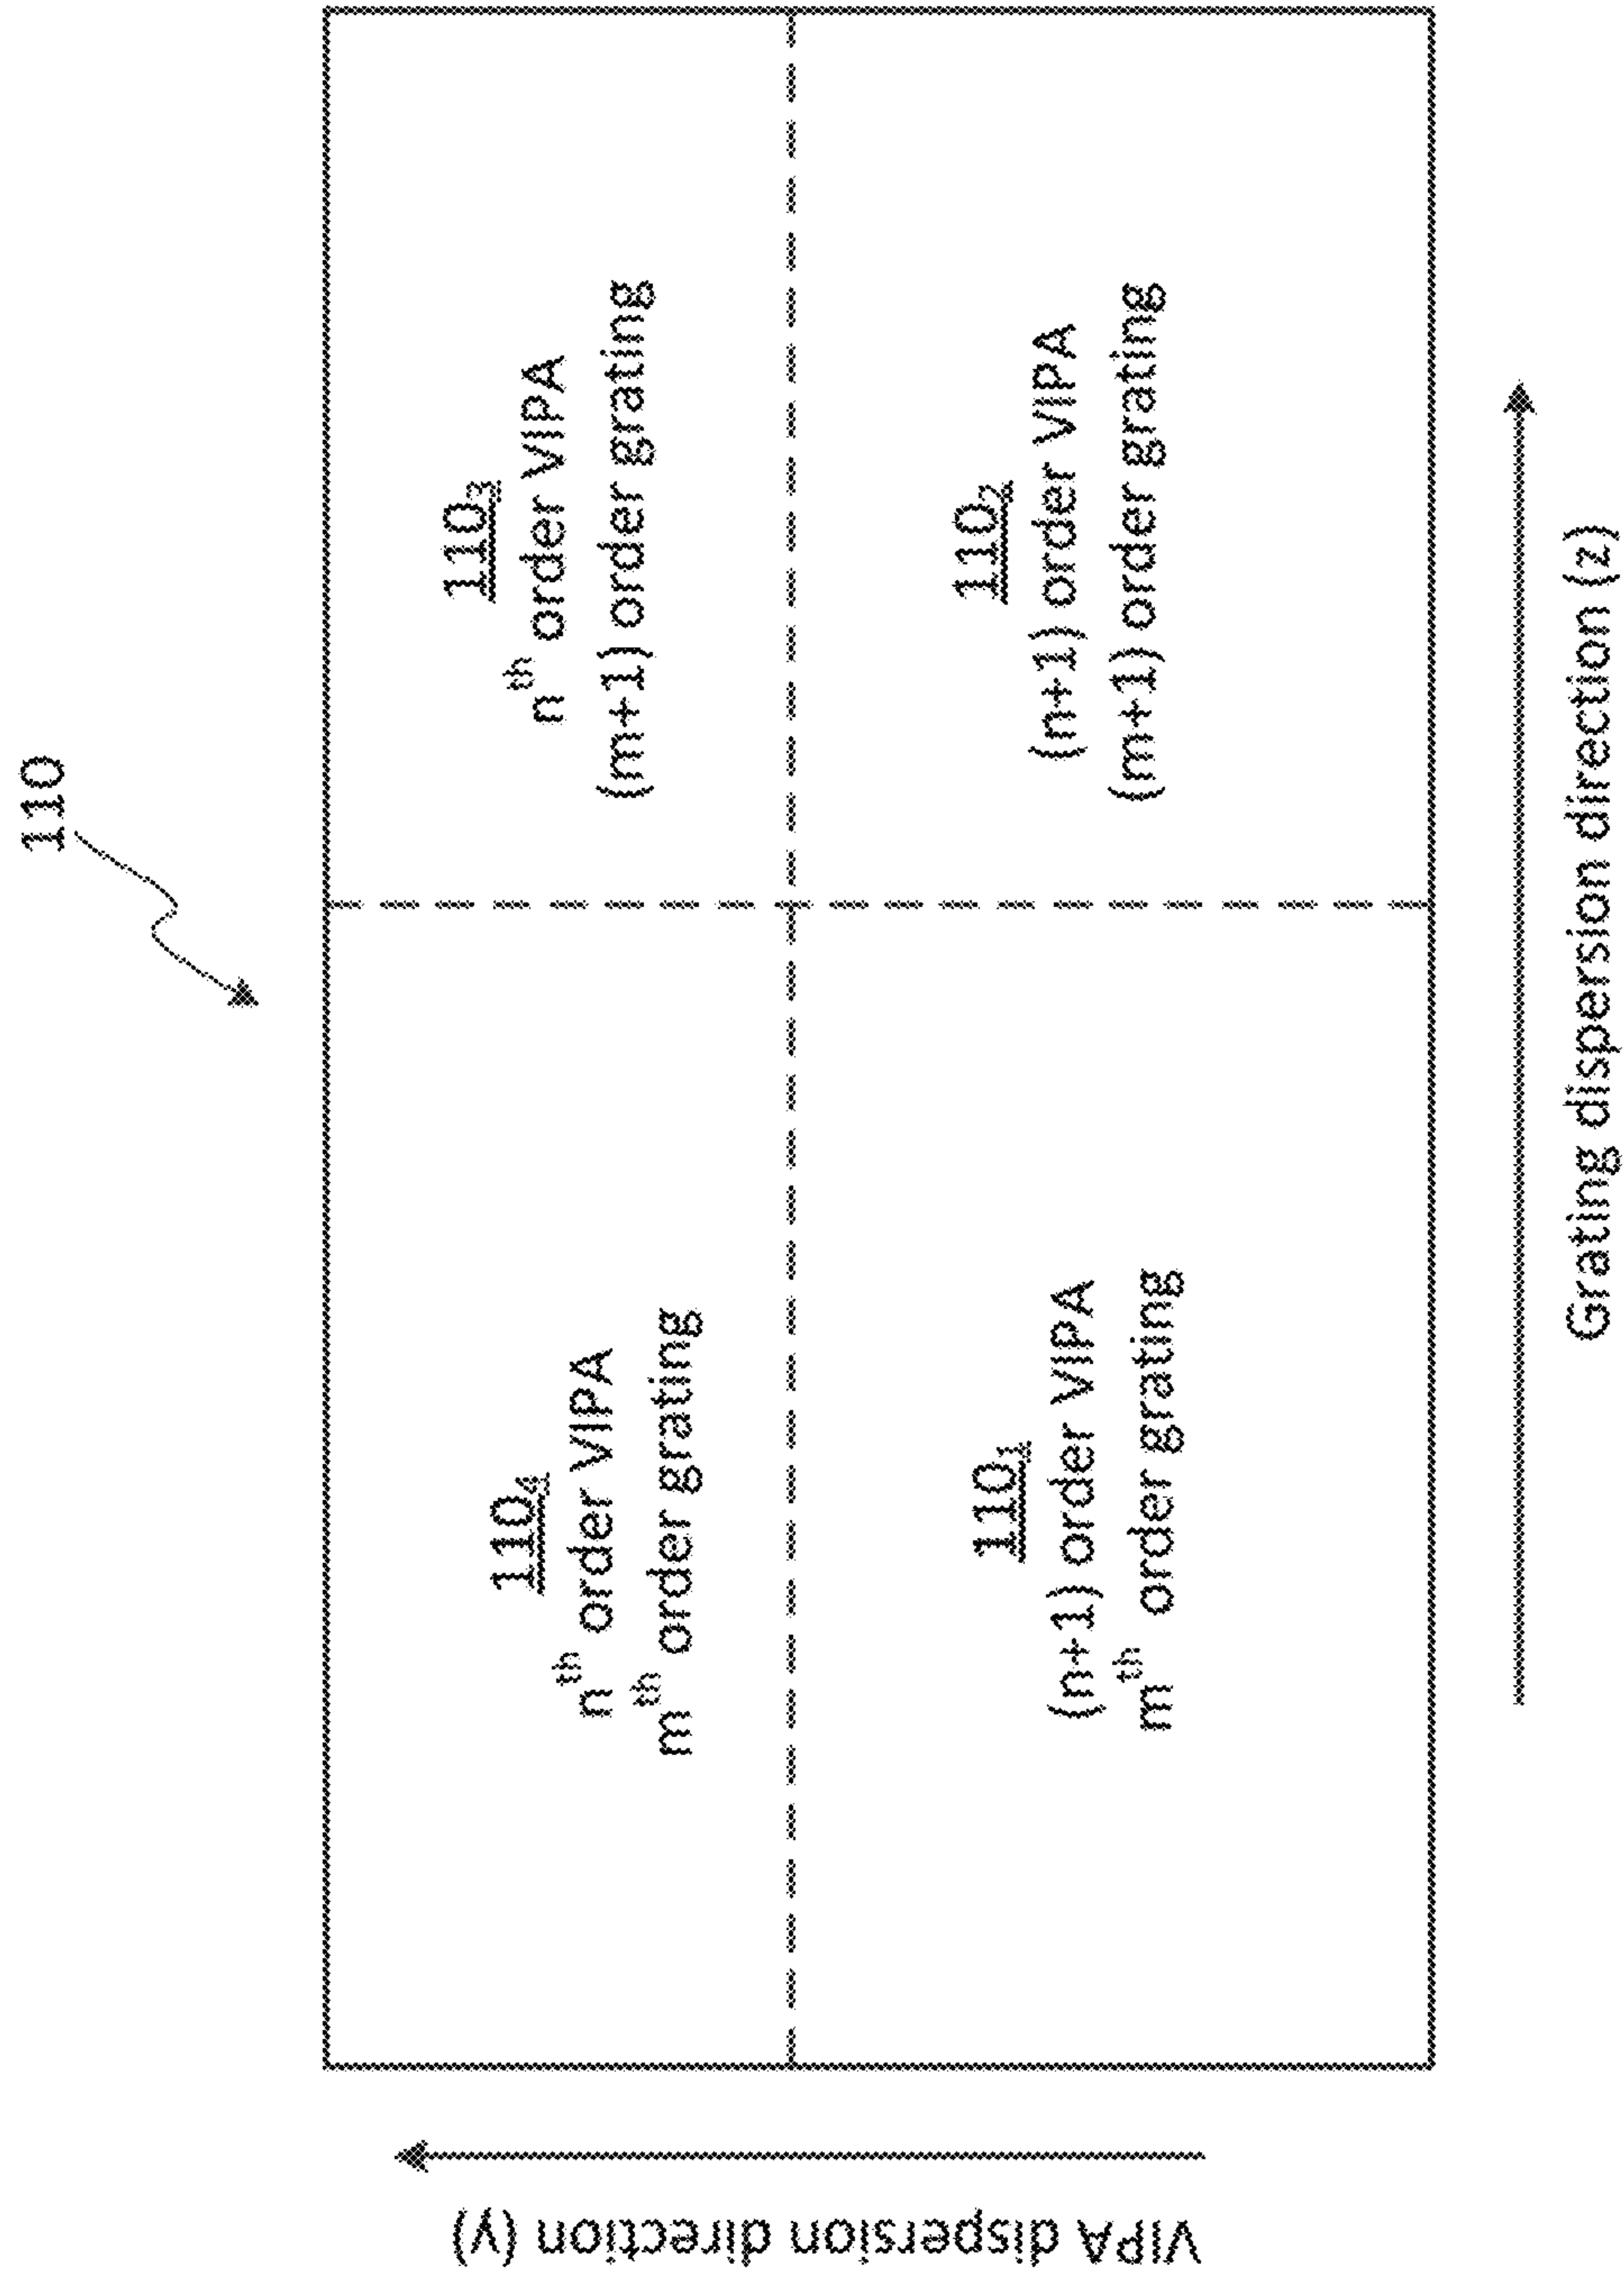 110
110₄
nᵗʰ order VIPA
mᵗʰ order grating
110₃
nᵗʰ order VIPA
(m+1) order grating
110₁
(n+1) order VIPA
mᵗʰ order grating
110₂
(n+1) order VIPA
(m+1) order grating
VIPA dispersion direction (y)
Grating dispersion direction (z)